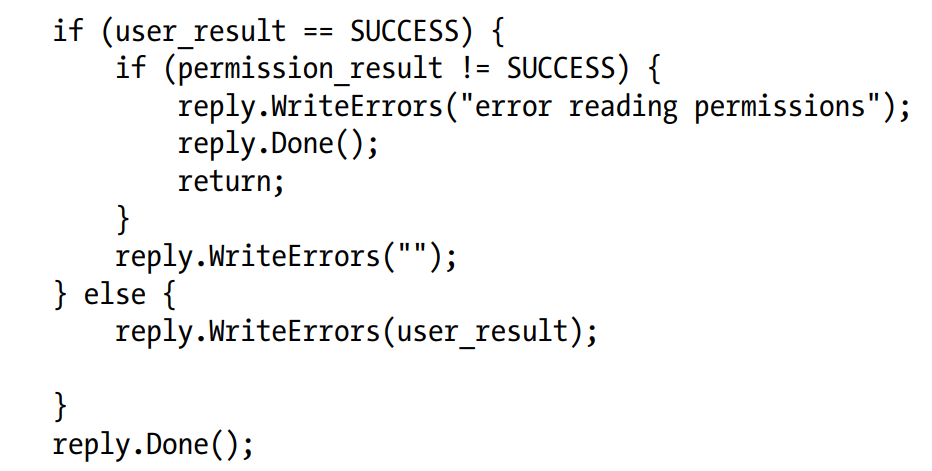 if (user_result == SUCCESS) {
    if (permission_result != SUCCESS) {
        reply.WriteErrors("error reading permissions");
        reply.Done();
        return;
    }
    reply.WriteErrors("");
} else {
    reply.WriteErrors(user_result);

}
reply.Done();